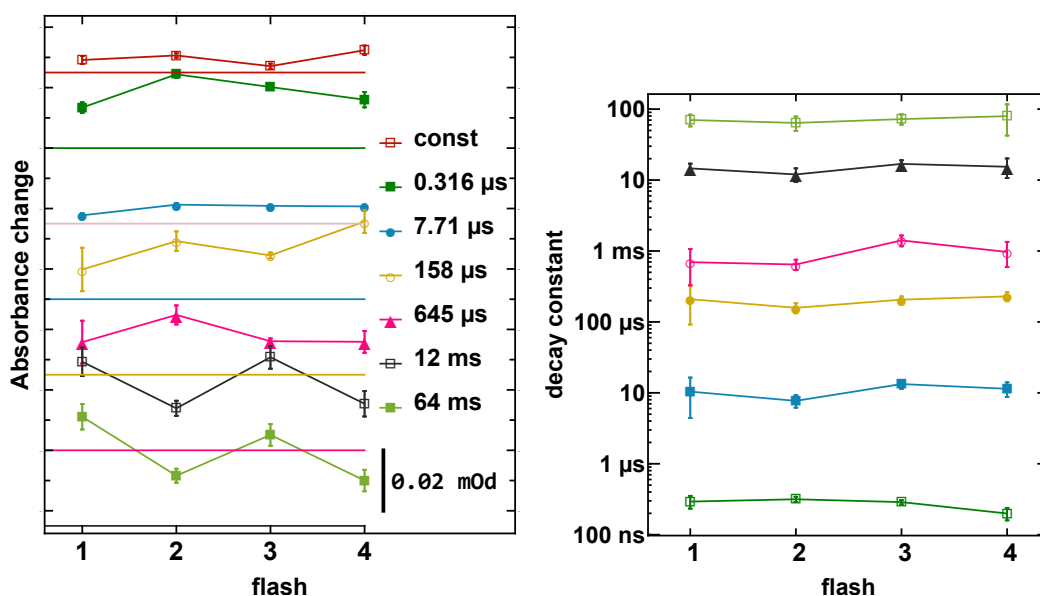 Absorbance change
const
0.316 µs
7.71 µs
158 µs
645 µs
12 ms
64 ms
0.02 mOd
1 2 3 4
flash
decay constant
100
10
1 ms
100 µs
10
1 µs
100 ns
1 2 3 4
flash